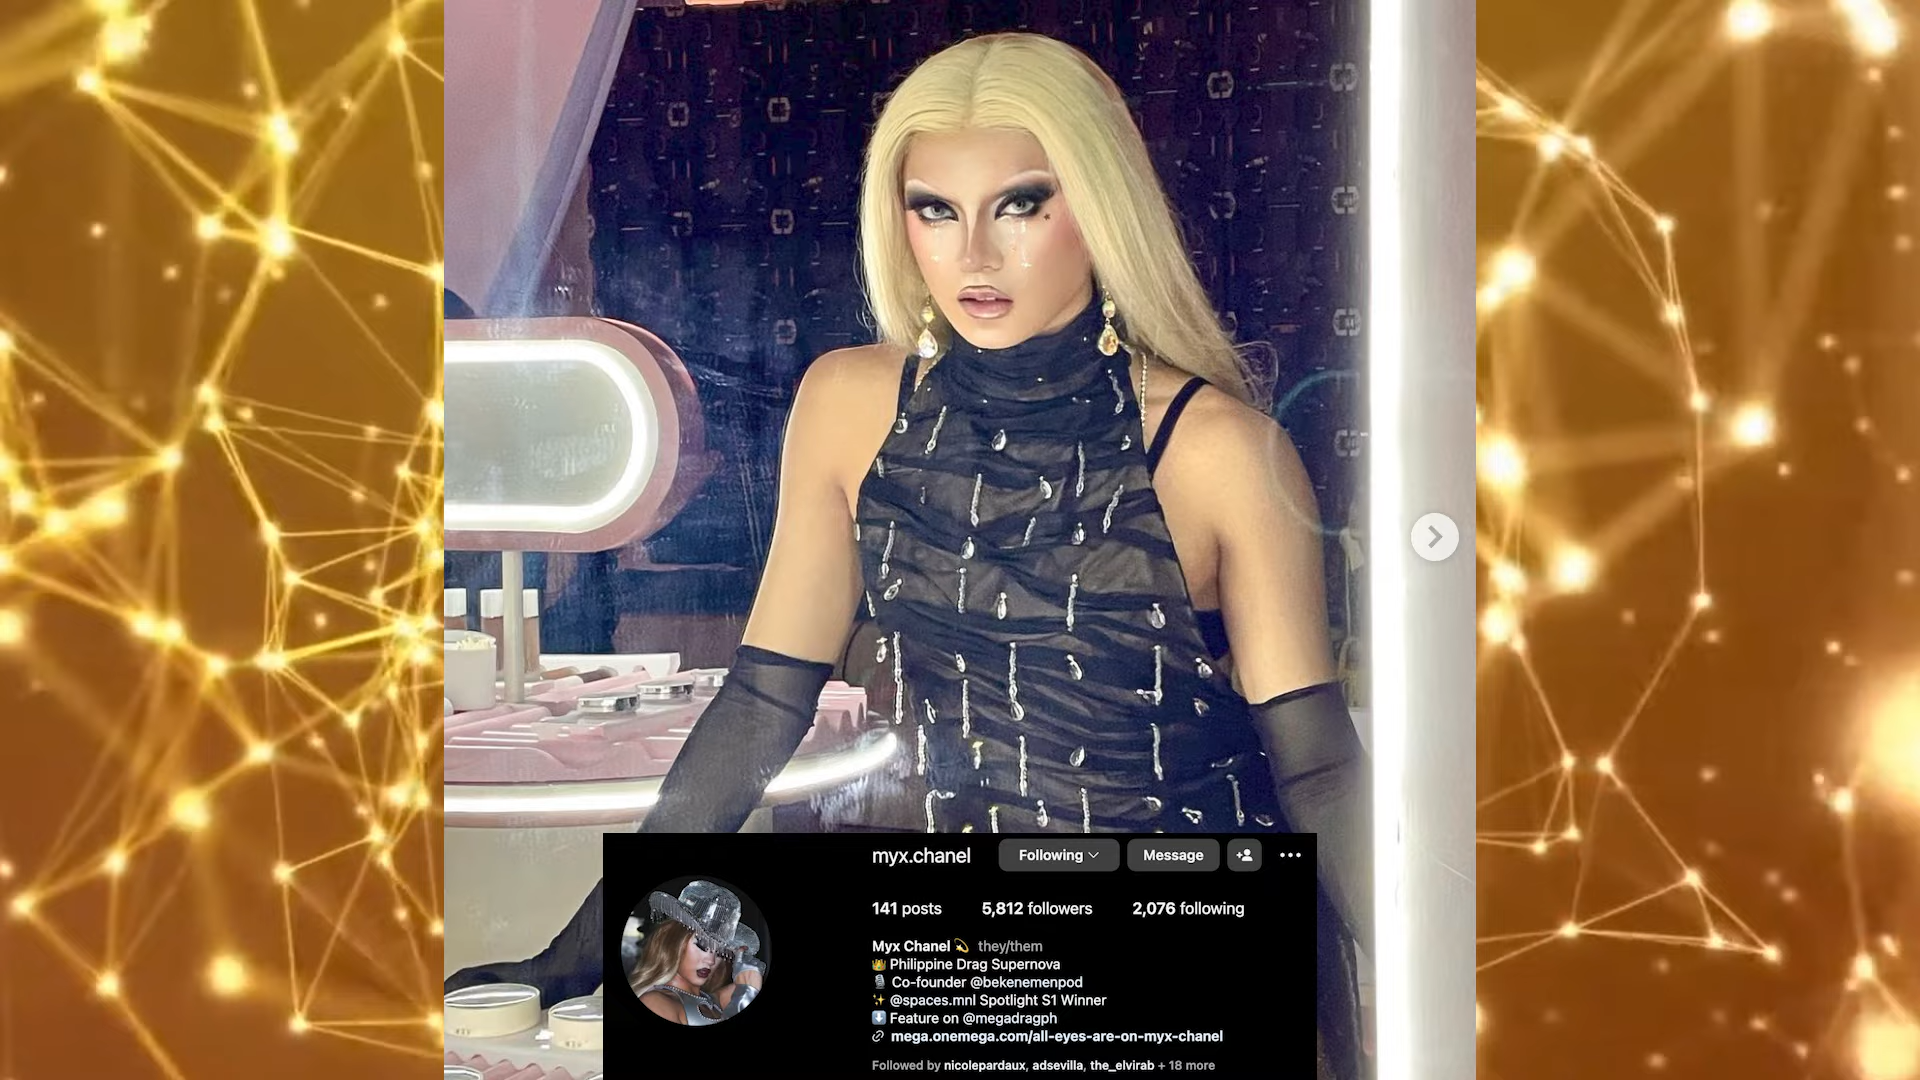 myx.chanel Following Message
141 posts 5,812 followers 2,076 following
Myx Chanel 💫 they/them
👑 Philippine Drag Supernova
🎙️ Co-founder @bekenemenpod
✨ @spaces.mnl Spotlight S1 Winner
⬇️ Feature on @megadragph
mega.onemega.com/all-eyes-are-on-myx-chanel
Followed by nicolepardaux, adsevilla, the_elvirab + 18 more